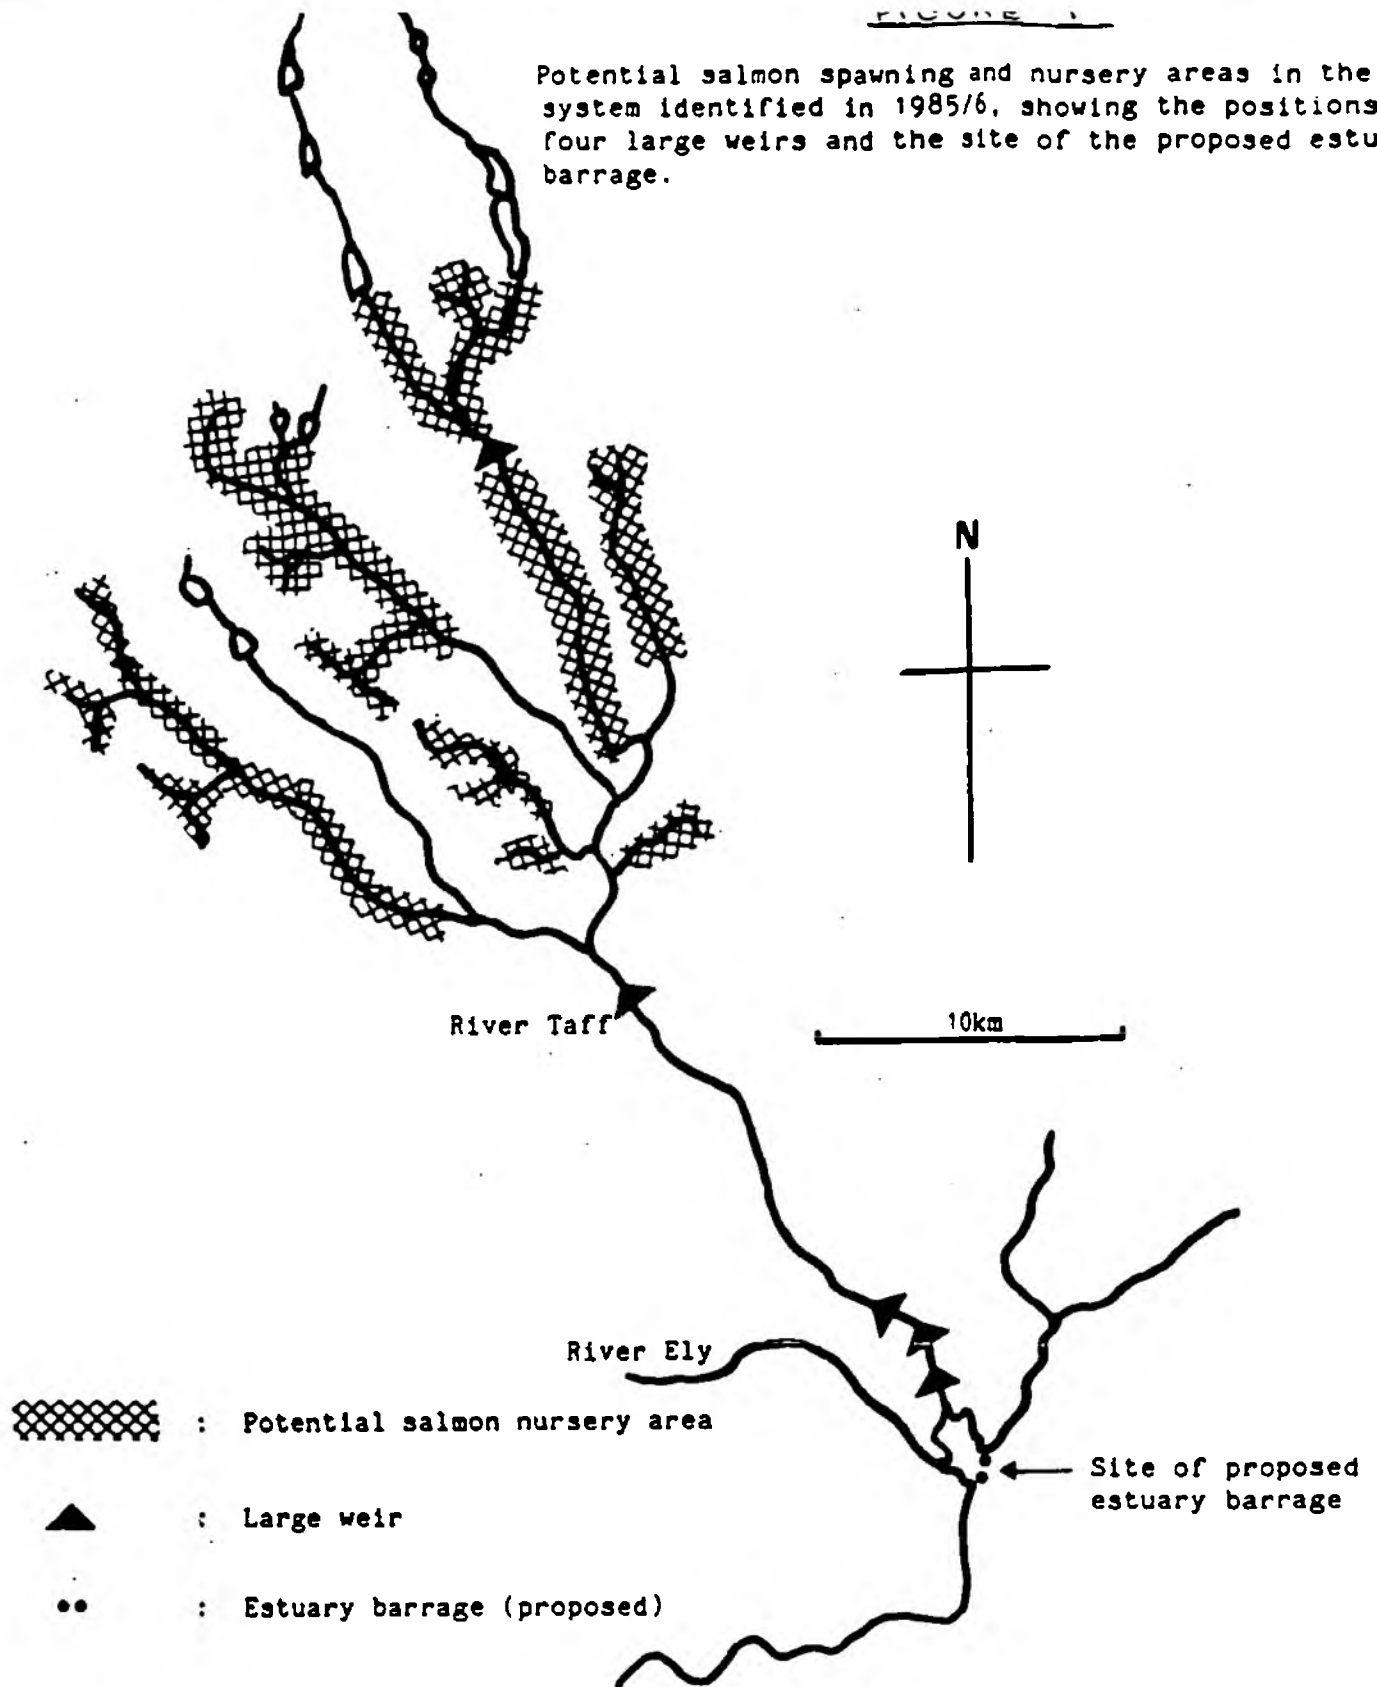 FIGURE 1
Potential salmon spawning and nursery areas in the
system identified in 1985/6, showing the positions
four large weirs and the site of the proposed estu
barrage.
N
10km
River Taff
River Ely
: Potential salmon nursery area
Site of proposed
estuary barrage
: Large weir
: Estuary barrage (proposed)